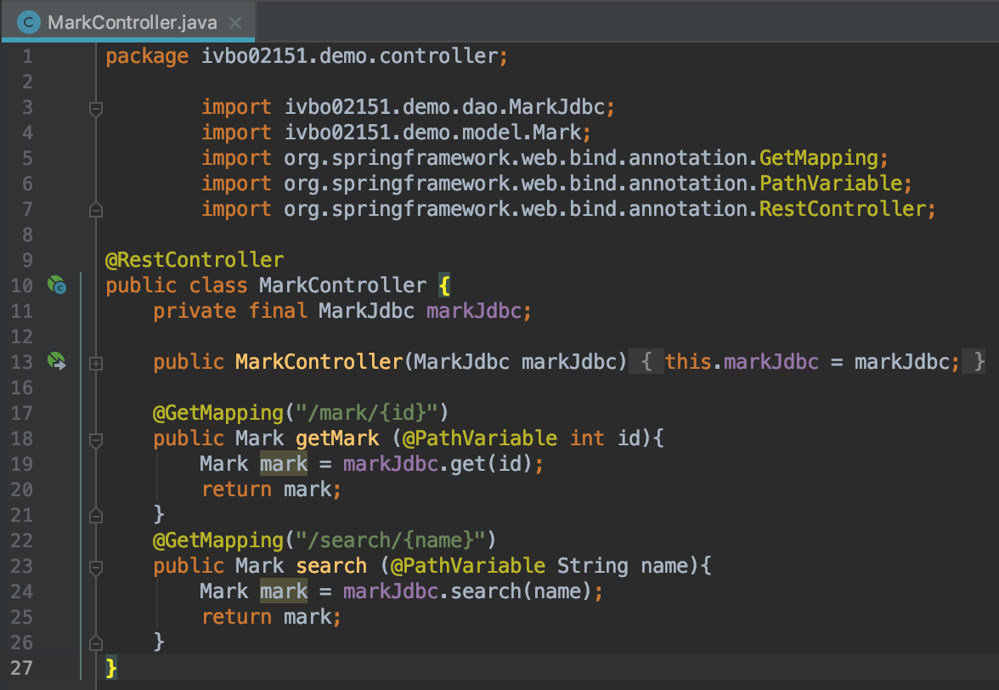 MarkController.java
1 package ivbo02151.demo.controller;
2
3 import ivbo02151.demo.dao.MarkJdbc;
4 import ivbo02151.demo.model.Mark;
5 import org.springframework.web.bind.annotation.GetMapping;
6 import org.springframework.web.bind.annotation.PathVariable;
7 import org.springframework.web.bind.annotation.RestController;
8
9 @RestController
10 public class MarkController {
11 private final MarkJdbc markJdbc;
12
13 public MarkController(MarkJdbc markJdbc) { this.markJdbc = markJdbc; }
16
17 @GetMapping("/mark/{id}")
18 public Mark getMark (@PathVariable int id){
19 Mark mark = markJdbc.get(id);
20 return mark;
21 }
22 @GetMapping("/search/{name}")
23 public Mark search (@PathVariable String name){
24 Mark mark = markJdbc.search(name);
25 return mark;
26 }
27 }